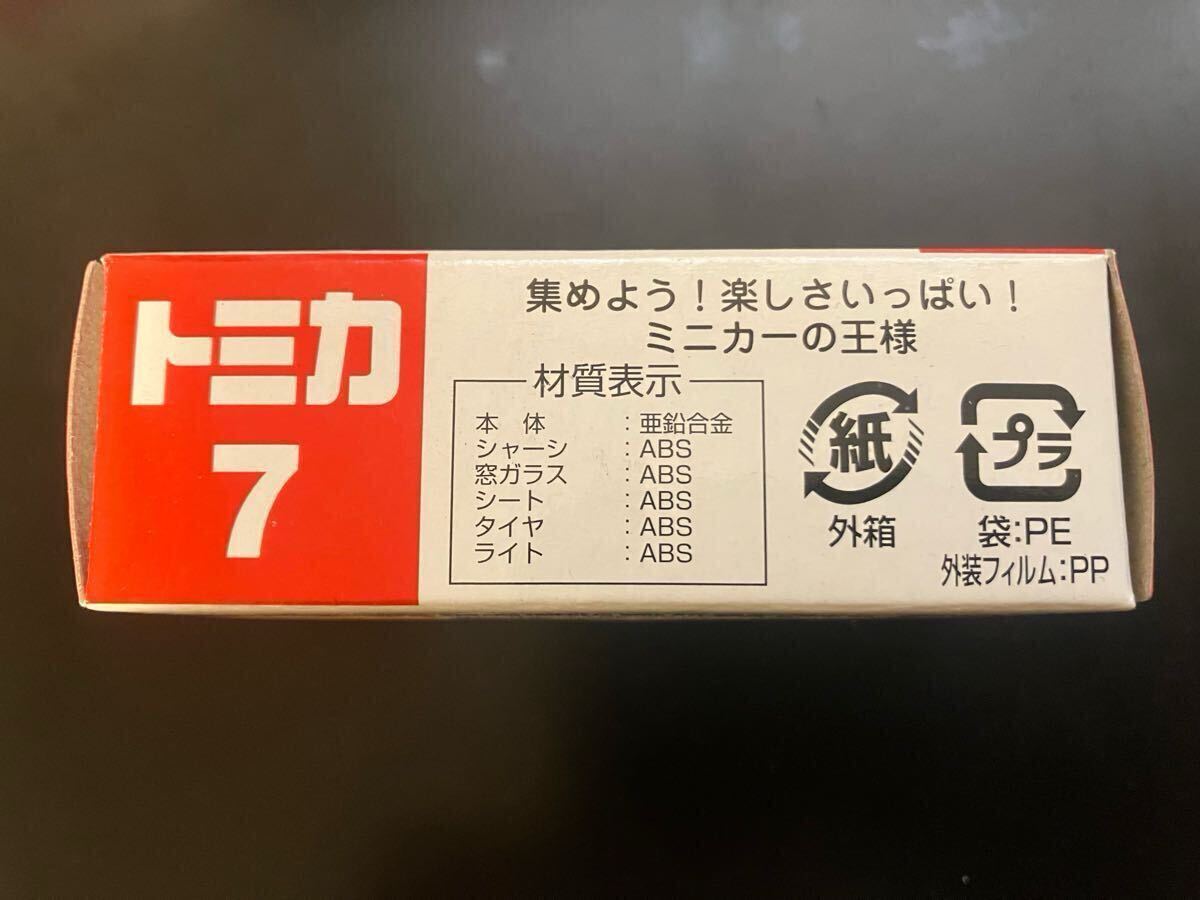 トミカ
7
集めよう!楽しさいっぱい!
ミニカーの王様
材質表示
本体:亜鉛合金
シャーシ:ABS
窓ガラス:ABS
シート:ABS
タイヤ:ABS
ライト:ABS
紙
外箱
プラ
袋:PE
外装フィルム:PP